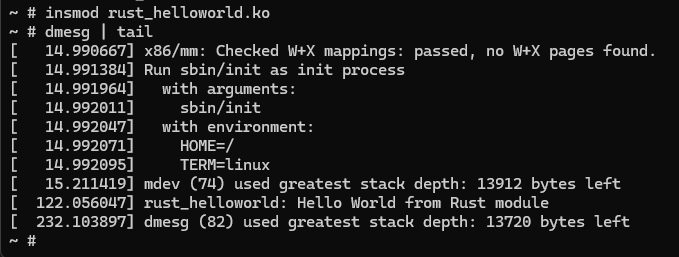 ~ # insmod rust_helloworld.ko
~ # dmesg | tail
[   14.990667] x86/mm: Checked W+X mappings: passed, no W+X pages found.
[   14.991384] Run sbin/init as init process
[   14.991964]   with arguments:
[   14.992011]     sbin/init
[   14.992047]   with environment:
[   14.992071]     HOME=/
[   14.992095]     TERM=linux
[   15.211419] mdev (74) used greatest stack depth: 13912 bytes left
[  122.056047] rust_helloworld: Hello World from Rust module
[  232.103897] dmesg (82) used greatest stack depth: 13720 bytes left
~ #